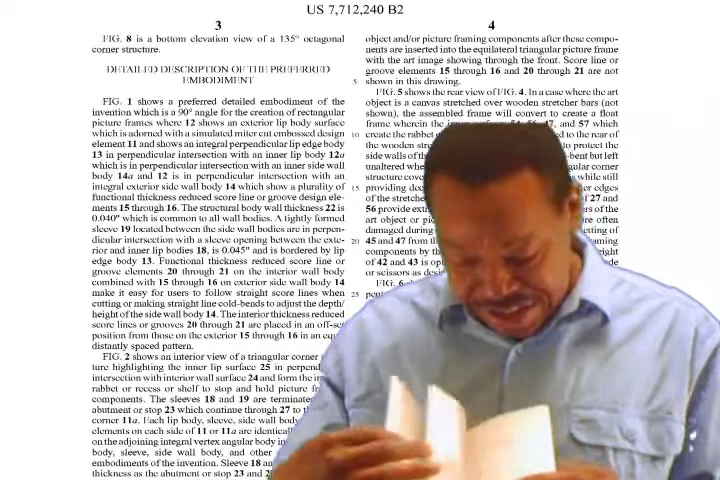 US 7,712,240 B2
3
FIG. 8 is a bottom elevation view of a 135° octagonal
corner structure.
DETAILED DESCRIPTION OF THE PREFERRED
EMBODIMENT
FIG. 1 shows a preferred detailed embodiment of the
invention which is a 90° angle for the creation of rectangular
picture frames where 12 shows an exterior lip body surface
which is adorned with a simulated miter cut embossed design
element 11 and shows an integral perpendicular lip edge body
13 in perpendicular intersection with an inner lip body 12a
which is in perpendicular intersection with an inner side wall
body 14a and 12 is in perpendicular intersection with an
integral exterior side wall body 14 which show a plurality of
functional thickness reduced score line or groove design ele-
ments 15 through 16. The structural body wall thickness 22 is
0.040" which is common to all wall bodies. A tightly formed
sleeve 19 located between the side wall bodies are in perpen-
dicular intersection with a sleeve opening between the exte-
rior and inner lip bodies 18, is 0.045" and is bordered by lip
edge body 13. Functional thickness reduced score line or
groove elements 20 through 21 on the interior wall body
combined with 15 through 16 on exterior side wall body 14
make it easy for users to follow straight score lines when
cutting or making straight line cold-bends to adjust the depth/
height of the side wall body 14. The interior thickness reduced
score lines or grooves 20 through 21 are placed in an off-set
position from those on the exterior 15 through 16 in an
distantly spaced pattern.
FIG. 2 shows an interior view of a triangular corner
ture highlighting the inner lip surface 25 in
intersection with interior wall surface 24 and form the
rabbet or recess or shelf to stop and hold picture
components. The sleeves 18 and 19 are
abutment or stop 23 which continue through 27 to
corner 11a. Each lip body, sleeve, side wall body
elements on each side of 11 or 11a are
on the adjoining integral vertex angular body
body, sleeve, side wall body, and other
embodiments of the invention. Sleeve 18
thickness as the abutment or stop 23
4
object and/or picture framing components after these compo-
nents are inserted into the equilateral triangular picture frame
with the art image showing through the front. Score line or
groove elements 15 through 16 and 20 through 21 are not
5 shown in this drawing.
FIG. 5 shows the rear view of FIG. 4. In a case where the art
object is a canvas stretched over wooden stretcher bars (not
shown), the assembled frame will convert to create a float
frame wherein the 47, and 57 which
10 create the rabbet to the rear of
the wooden to protect the
side walls of but left
unaltered corner
structure while still
15 providing edges
of the 27 and
56 provide of the
art object or often
damaged during of
20 45 and 47 from
components by the
of 42 and 43 is
or scissors as
FIG. 6
25